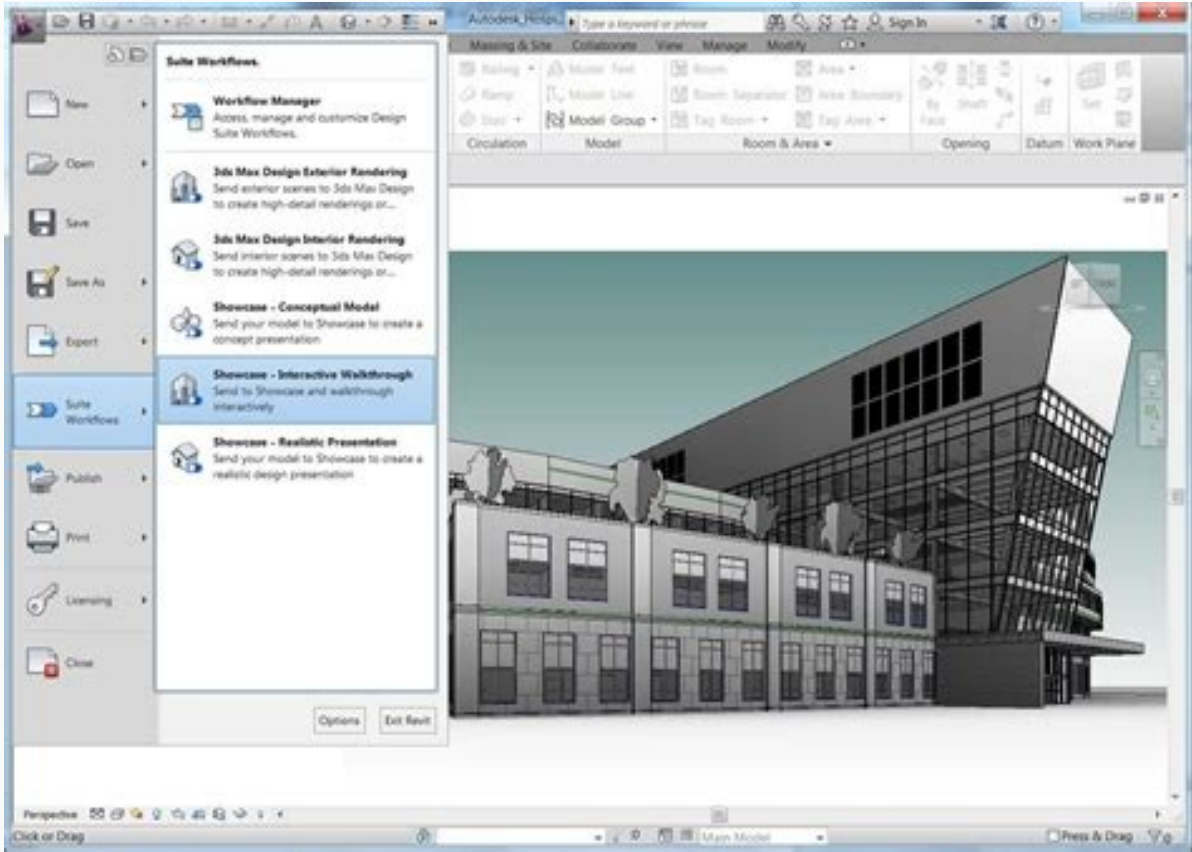 Autodesk_Hospi
Type a keyword or phrase
Sign In
Massing & Site Collaborate View Manage Modify
Railing Model Text Room Area
Ramp Model Line Room Separator Area Boundary
Stair Model Group Tag Room Tag Area
By Face Shaft Set
Circulation Model Room & Area Opening Datum Work Plane
New
Open
Save
Save As
Export
Suite Workflows
Publish
Print
Licensing
Close
Suite Workflows.
Workflow Manager
Access, manage and customize Design
Suite Workflows.
3ds Max Design Exterior Rendering
Send exterior scenes to 3ds Max Design
to create high-detail renderings or...
3ds Max Design Interior Rendering
Send interior scenes to 3ds Max Design
to create high-detail renderings or...
Showcase - Conceptual Model
Send your model to Showcase to create a
concept presentation
Showcase - Interactive Walkthrough
Send to Showcase and walkthrough
interactively
Showcase - Realistic Presentation
Send your model to Showcase to create a
realistic design presentation
Options Exit Revit
Perspective
Click or Drag
Main Model
Press & Drag